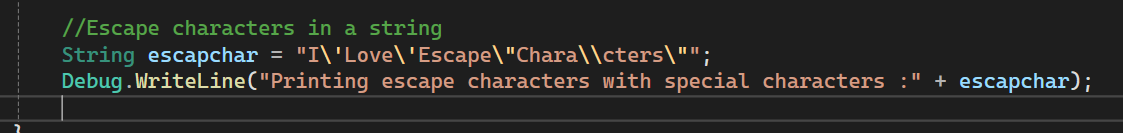 //Escape characters in a string
String escapchar = "I\'Love\'Escape\"Chara\\cters\"";
Debug.WriteLine("Printing escape characters with special characters :" + escapchar);
}